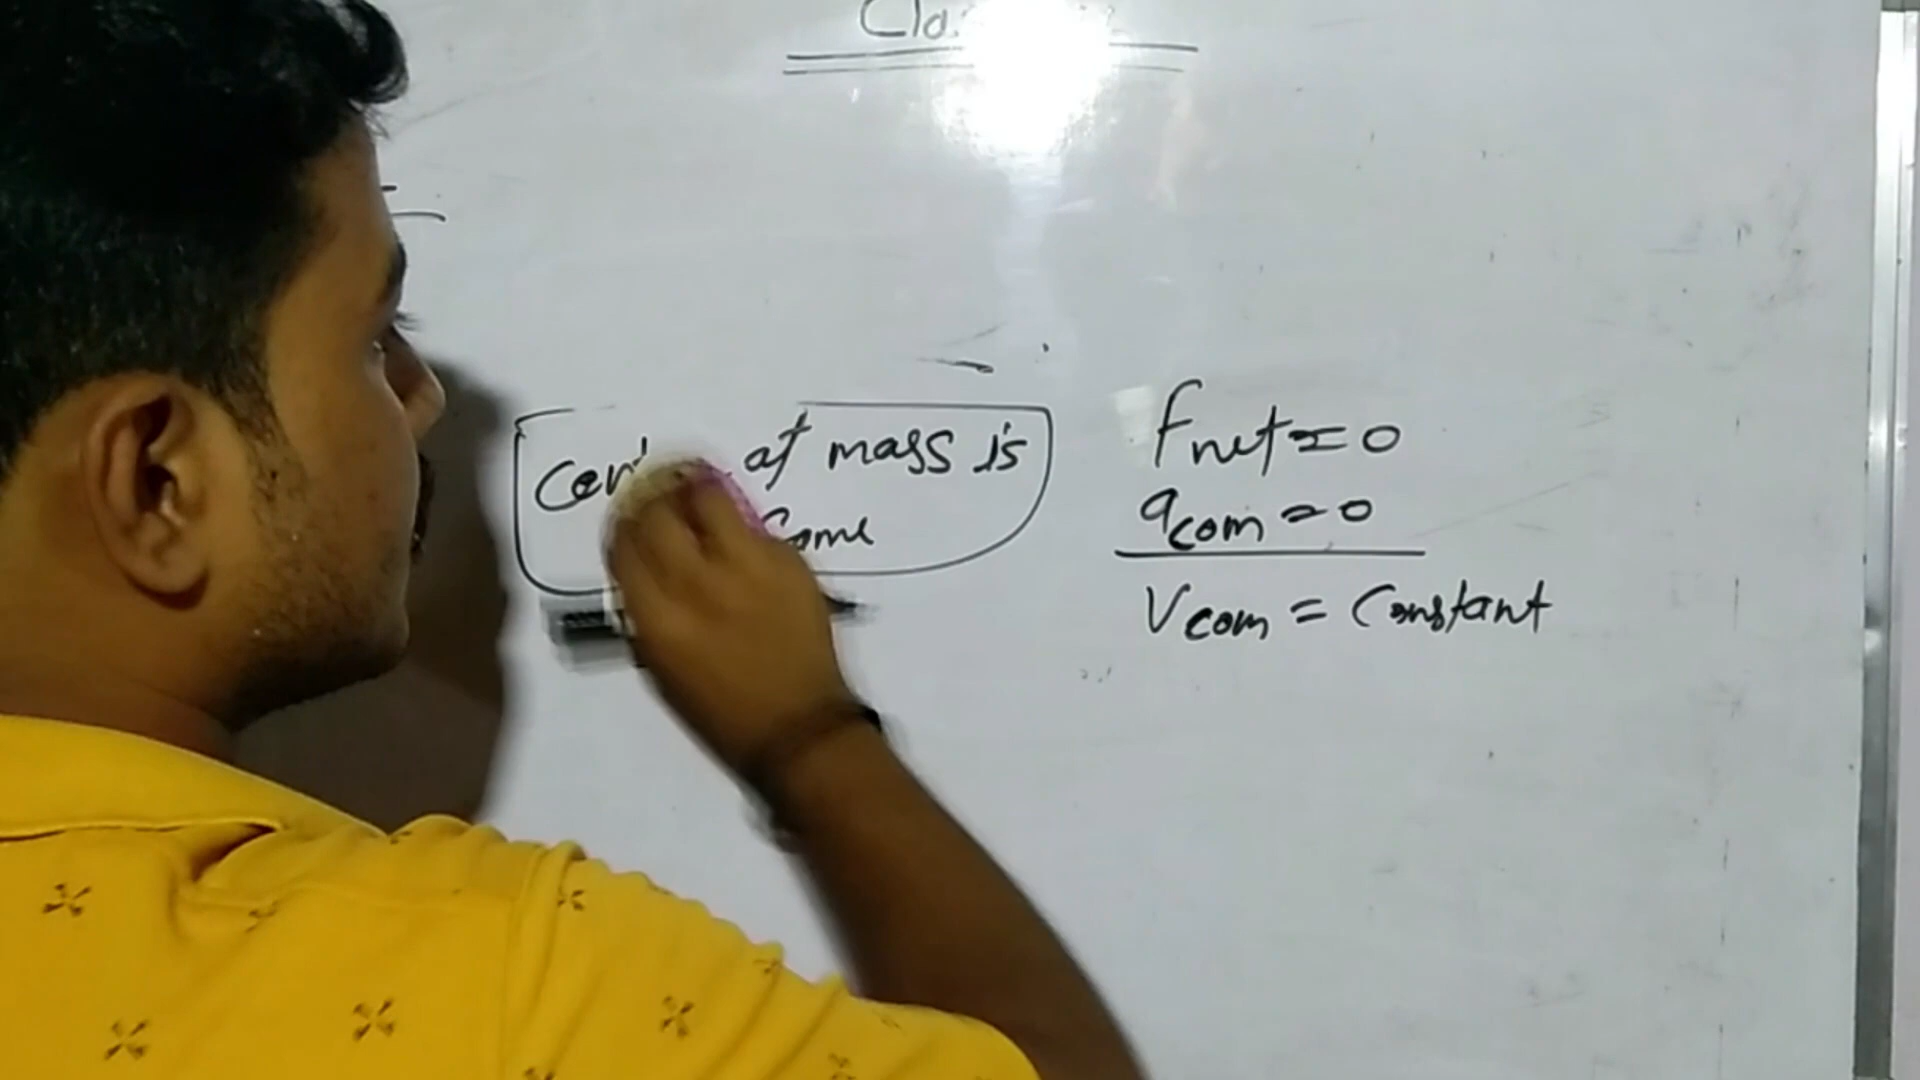 at mass is
Fnet = 0
acom = 0
Vcom = Constant